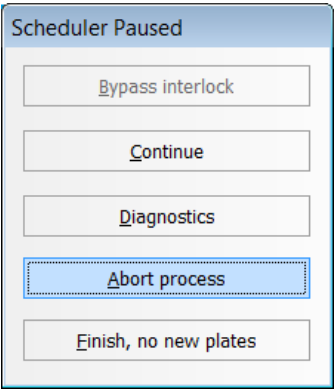 Scheduler Paused
Bypass interlock
Continue
Diagnostics
Abort process
Finish, no new plates